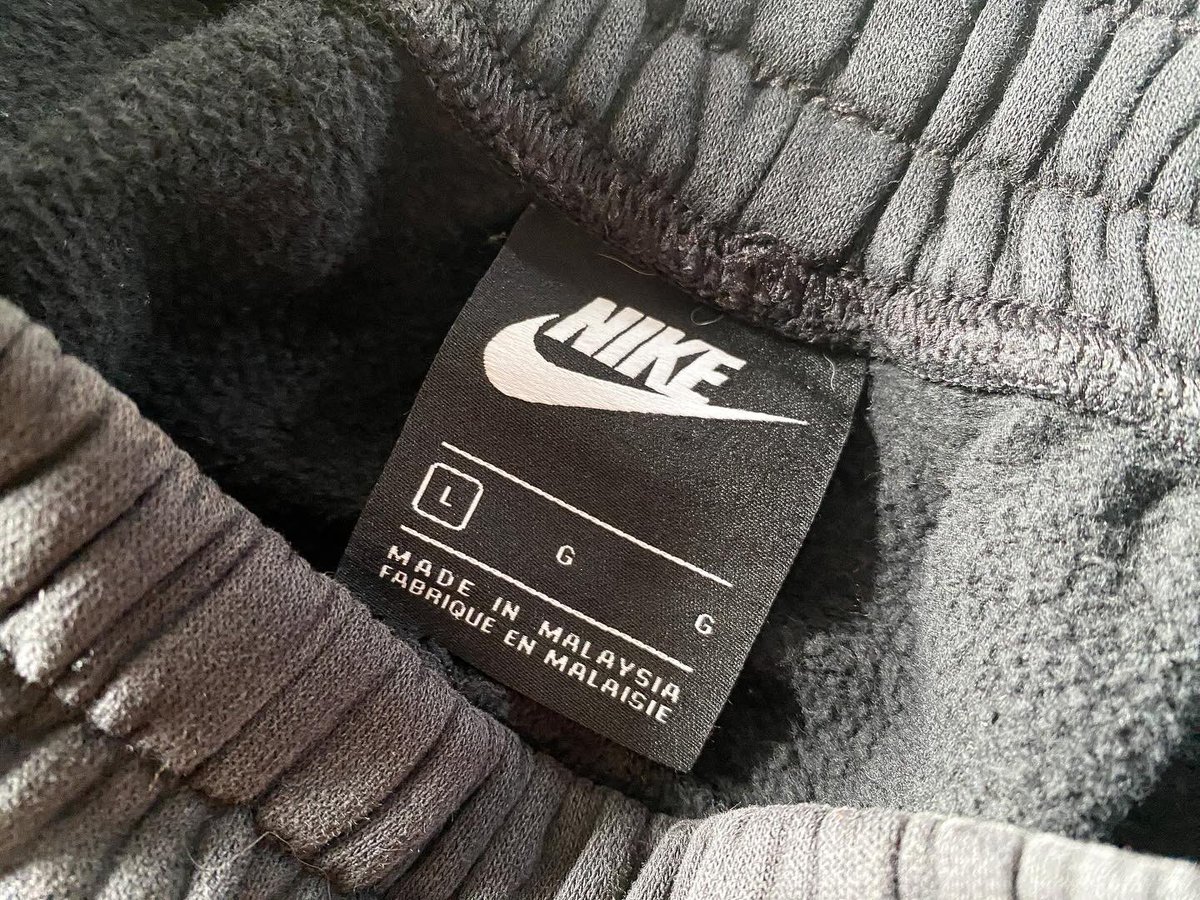 NIKE
L G G
MADE IN MALAYSIA
FABRIQUE EN MALAISIE